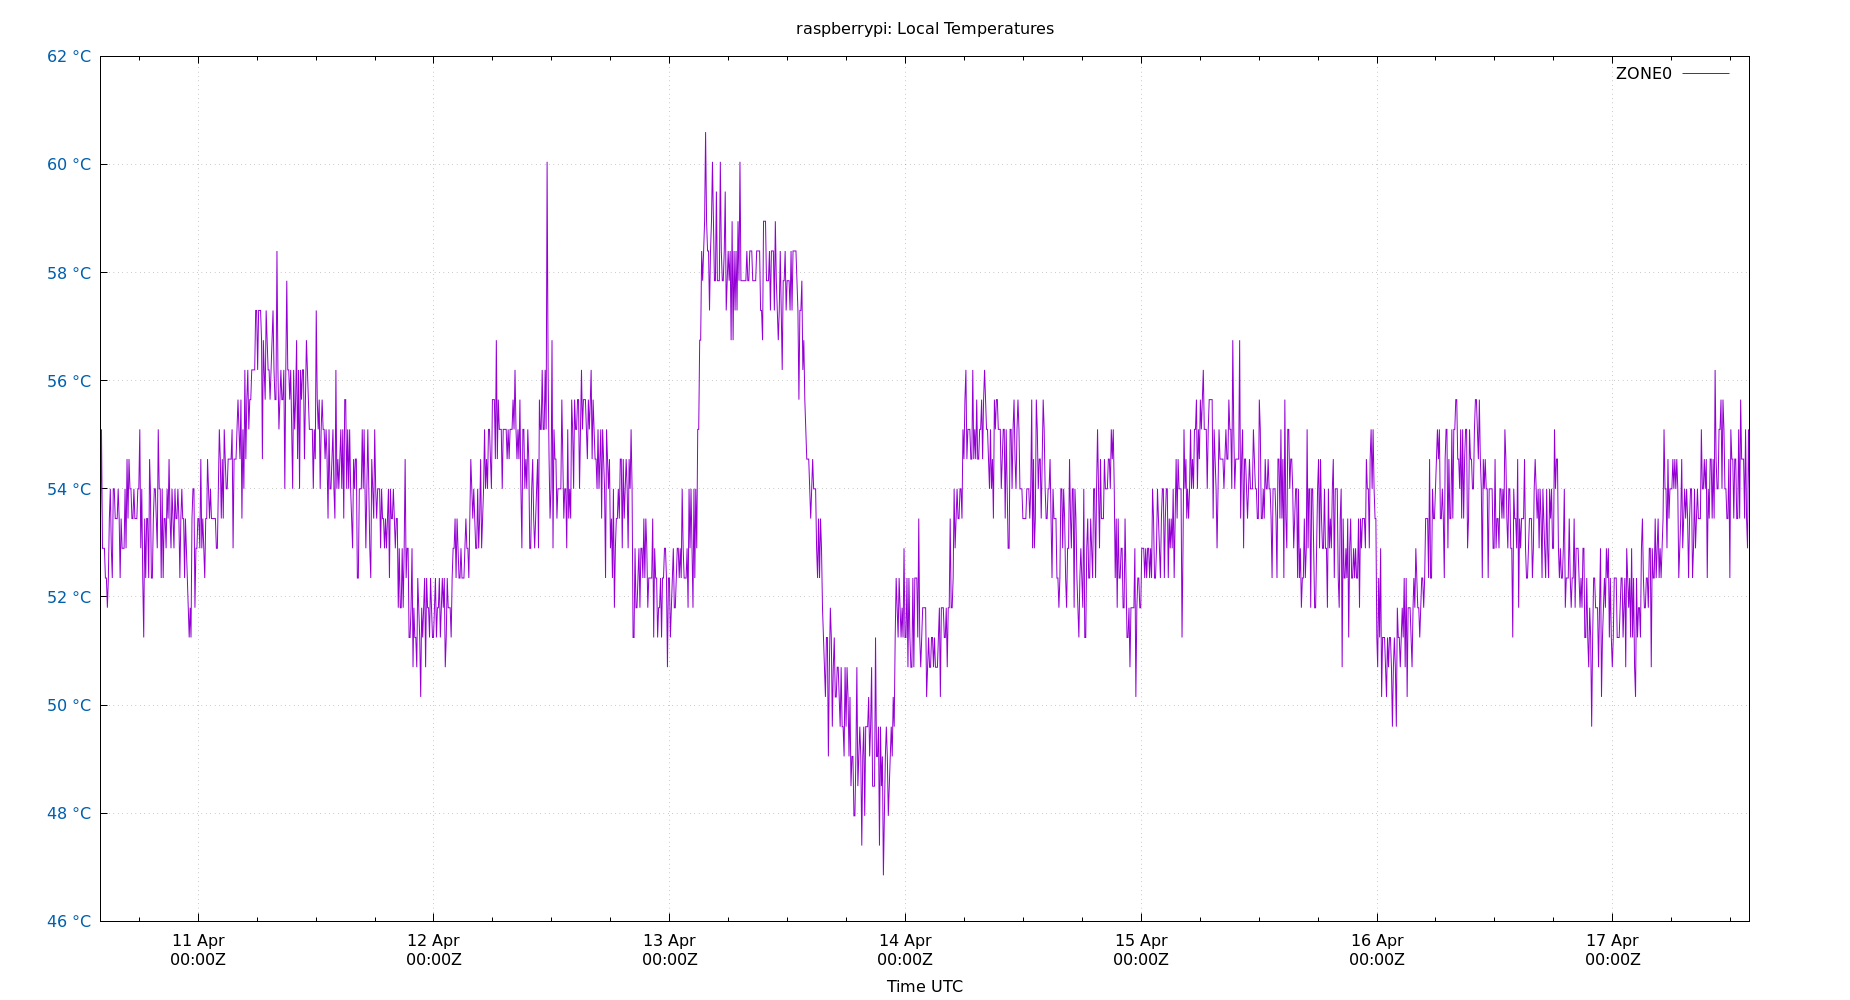 raspberrypi: Local Temperatures
62 °C
ZONE0
60 °C
58 °C
56 °C
54 °C
52 °C
50 °C
48 °C
46 °C
11 Apr 12 Apr 13 Apr 14 Apr 15 Apr 16 Apr 17 Apr
00:00Z 00:00Z 00:00Z 00:00Z 00:00Z 00:00Z 00:00Z
Time UTC